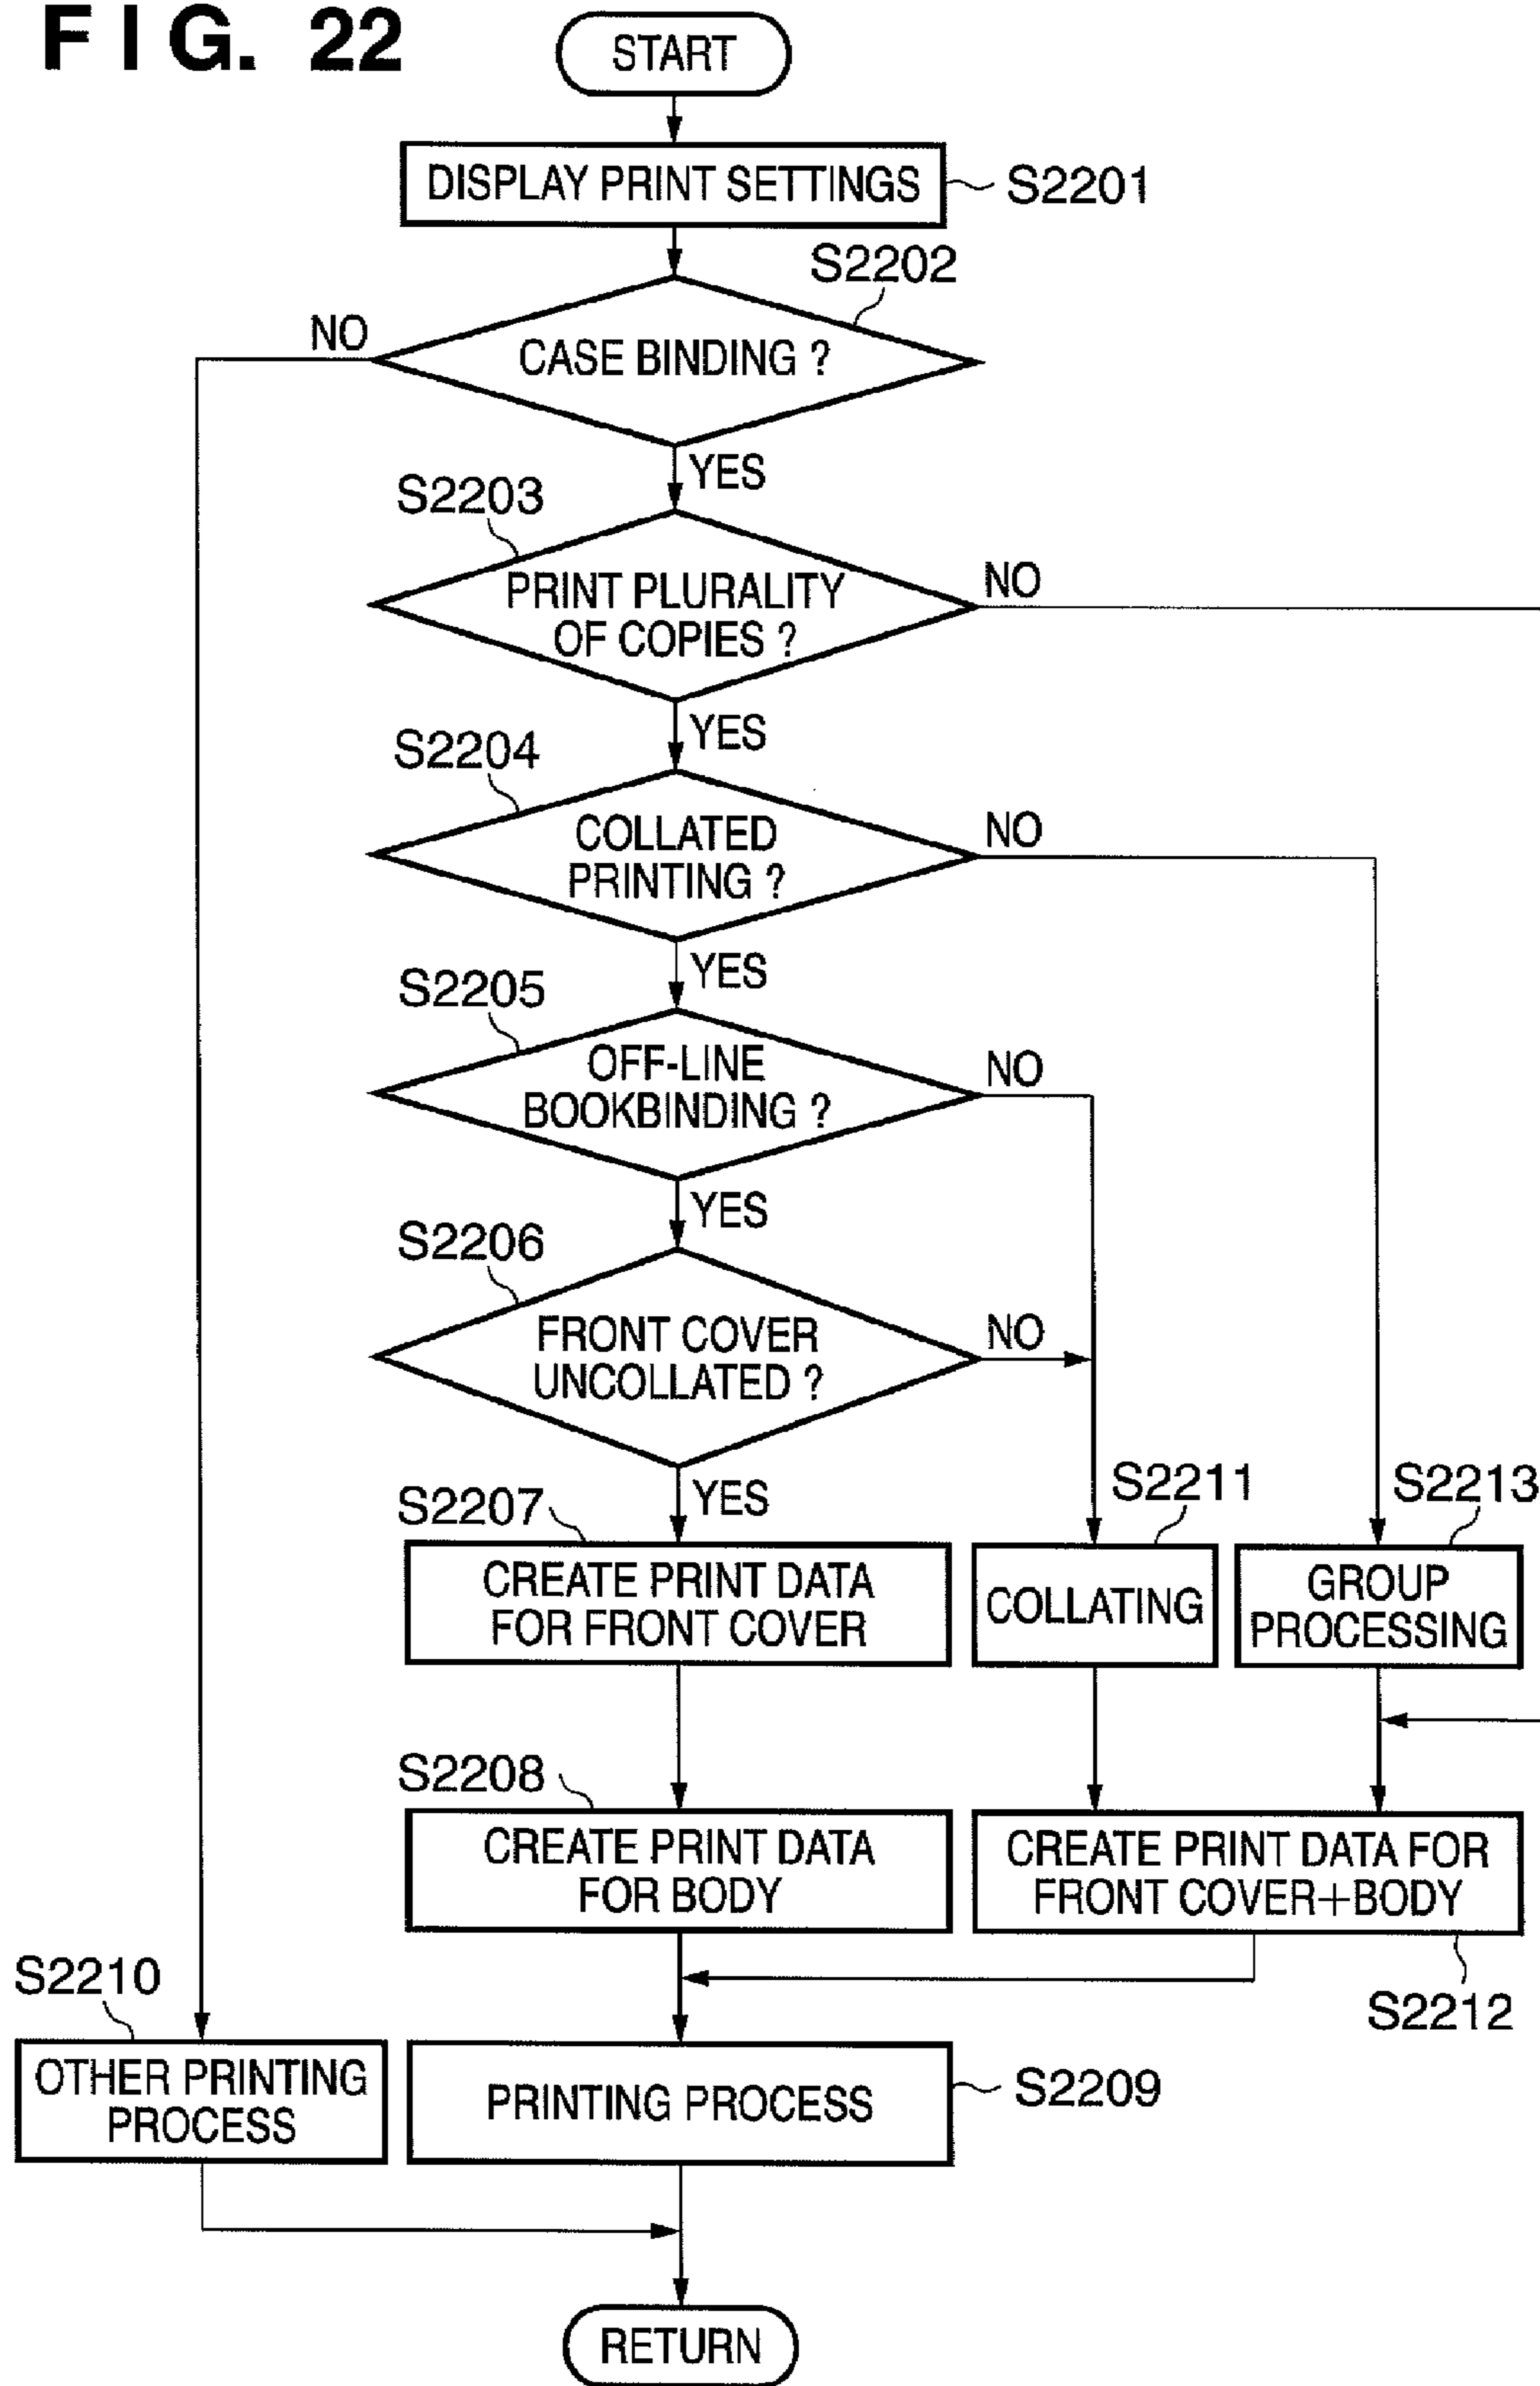 FIG. 22
START
DISPLAY PRINT SETTINGS
S2201
S2202
NO
CASE BINDING ?
YES
S2203
PRINT PLURALITY
OF COPIES ?
NO
YES
S2204
COLLATED
PRINTING ?
NO
YES
S2205
OFF-LINE
BOOKBINDING ?
NO
YES
S2206
FRONT COVER
UNCOLLATED ?
NO
YES
S2207
CREATE PRINT DATA
FOR FRONT COVER
S2211
COLLATING
S2213
GROUP
PROCESSING
S2208
CREATE PRINT DATA
FOR BODY
CREATE PRINT DATA FOR
FRONT COVER+BODY
S2212
S2210
OTHER PRINTING
PROCESS
PRINTING PROCESS
S2209
RETURN